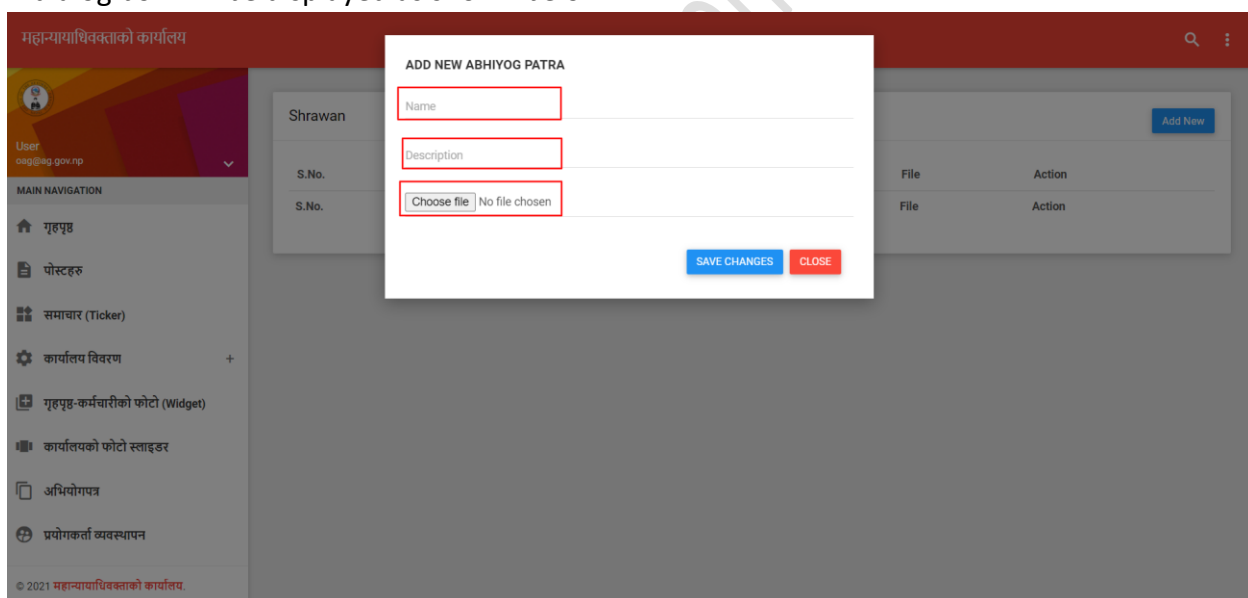 महान्यायाधिवक्ताको कार्यालय
ADD NEW ABHIYOG PATRA
Name
Description
Choose file No file chosen
SAVE CHANGES CLOSE
Shrawan
Add New
S.No. File Action
S.No. File Action
User
oag@ag.gov.np
MAIN NAVIGATION
गृहपृष्ठ
पोस्टहरु
समाचार (Ticker)
कार्यालय विवरण +
गृहपृष्ठ-कर्मचारीको फोटो (Widget)
कार्यालयको फोटो स्लाइडर
अभियोगपत्र
प्रयोगकर्ता व्यवस्थापन
© 2021 महान्यायाधिवक्ताको कार्यालय.